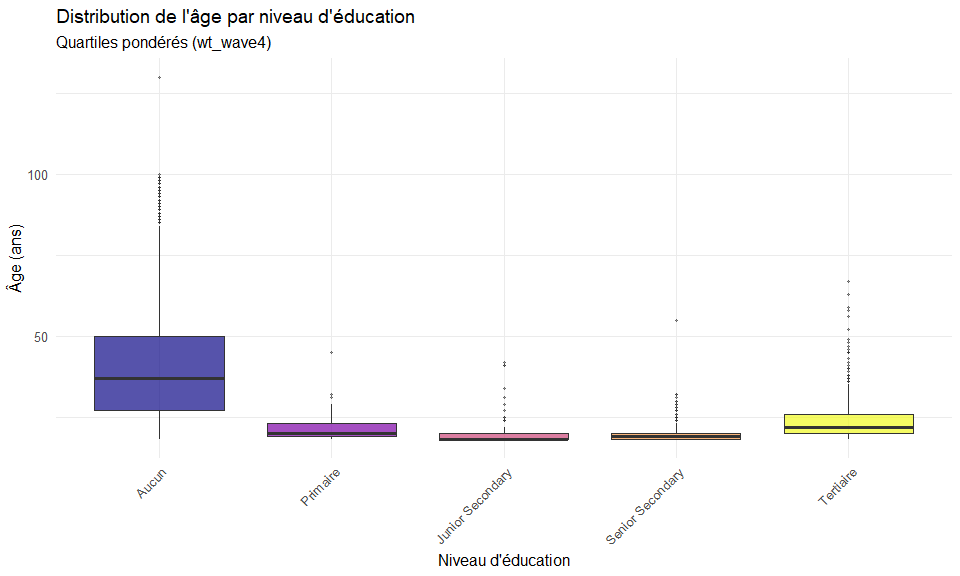 Distribution de l'âge par niveau d'éducation
Quartiles pondérés (wt_wave4)
Âge (ans)
100
50
Aucun
Primaire
Junior Secondary
Senior Secondary
Tertiaire
Niveau d'éducation